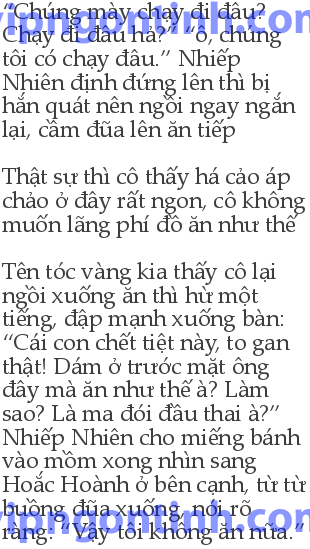 “Chúng mày chạy đi đâu?
Chạy đi đâu hả?” “ồ, chúng
tôi có chạy đâu.” Nhiếp
Nhiên định đứng lên thì bị
hắn quát nên ngồi ngay ngắn
lại, cầm đũa lên ăn tiếp
Thật sự thì cô thấy há cảo áp
chảo ở đây rất ngon, cô không
muốn lãng phí đồ ăn như thế
Tên tóc vàng kia thấy cô lại
ngồi xuống ăn thì hừ một
tiếng, đập mạnh xuống bàn:
“Cái con chết tiệt này, to gan
thật! Dám ở trước mặt ông
đây mà ăn như thế à? Làm
sao? Là ma đói đầu thai à?”
Nhiếp Nhiên cho miếng bánh
vào mồm xong nhìn sang
Hoắc Hoành ở bên cạnh, từ từ
buông đũa xuống, nói rõ
ràng: “Vậy tôi không ăn nữa.”
vipngontinh.com
vipngontinh.com